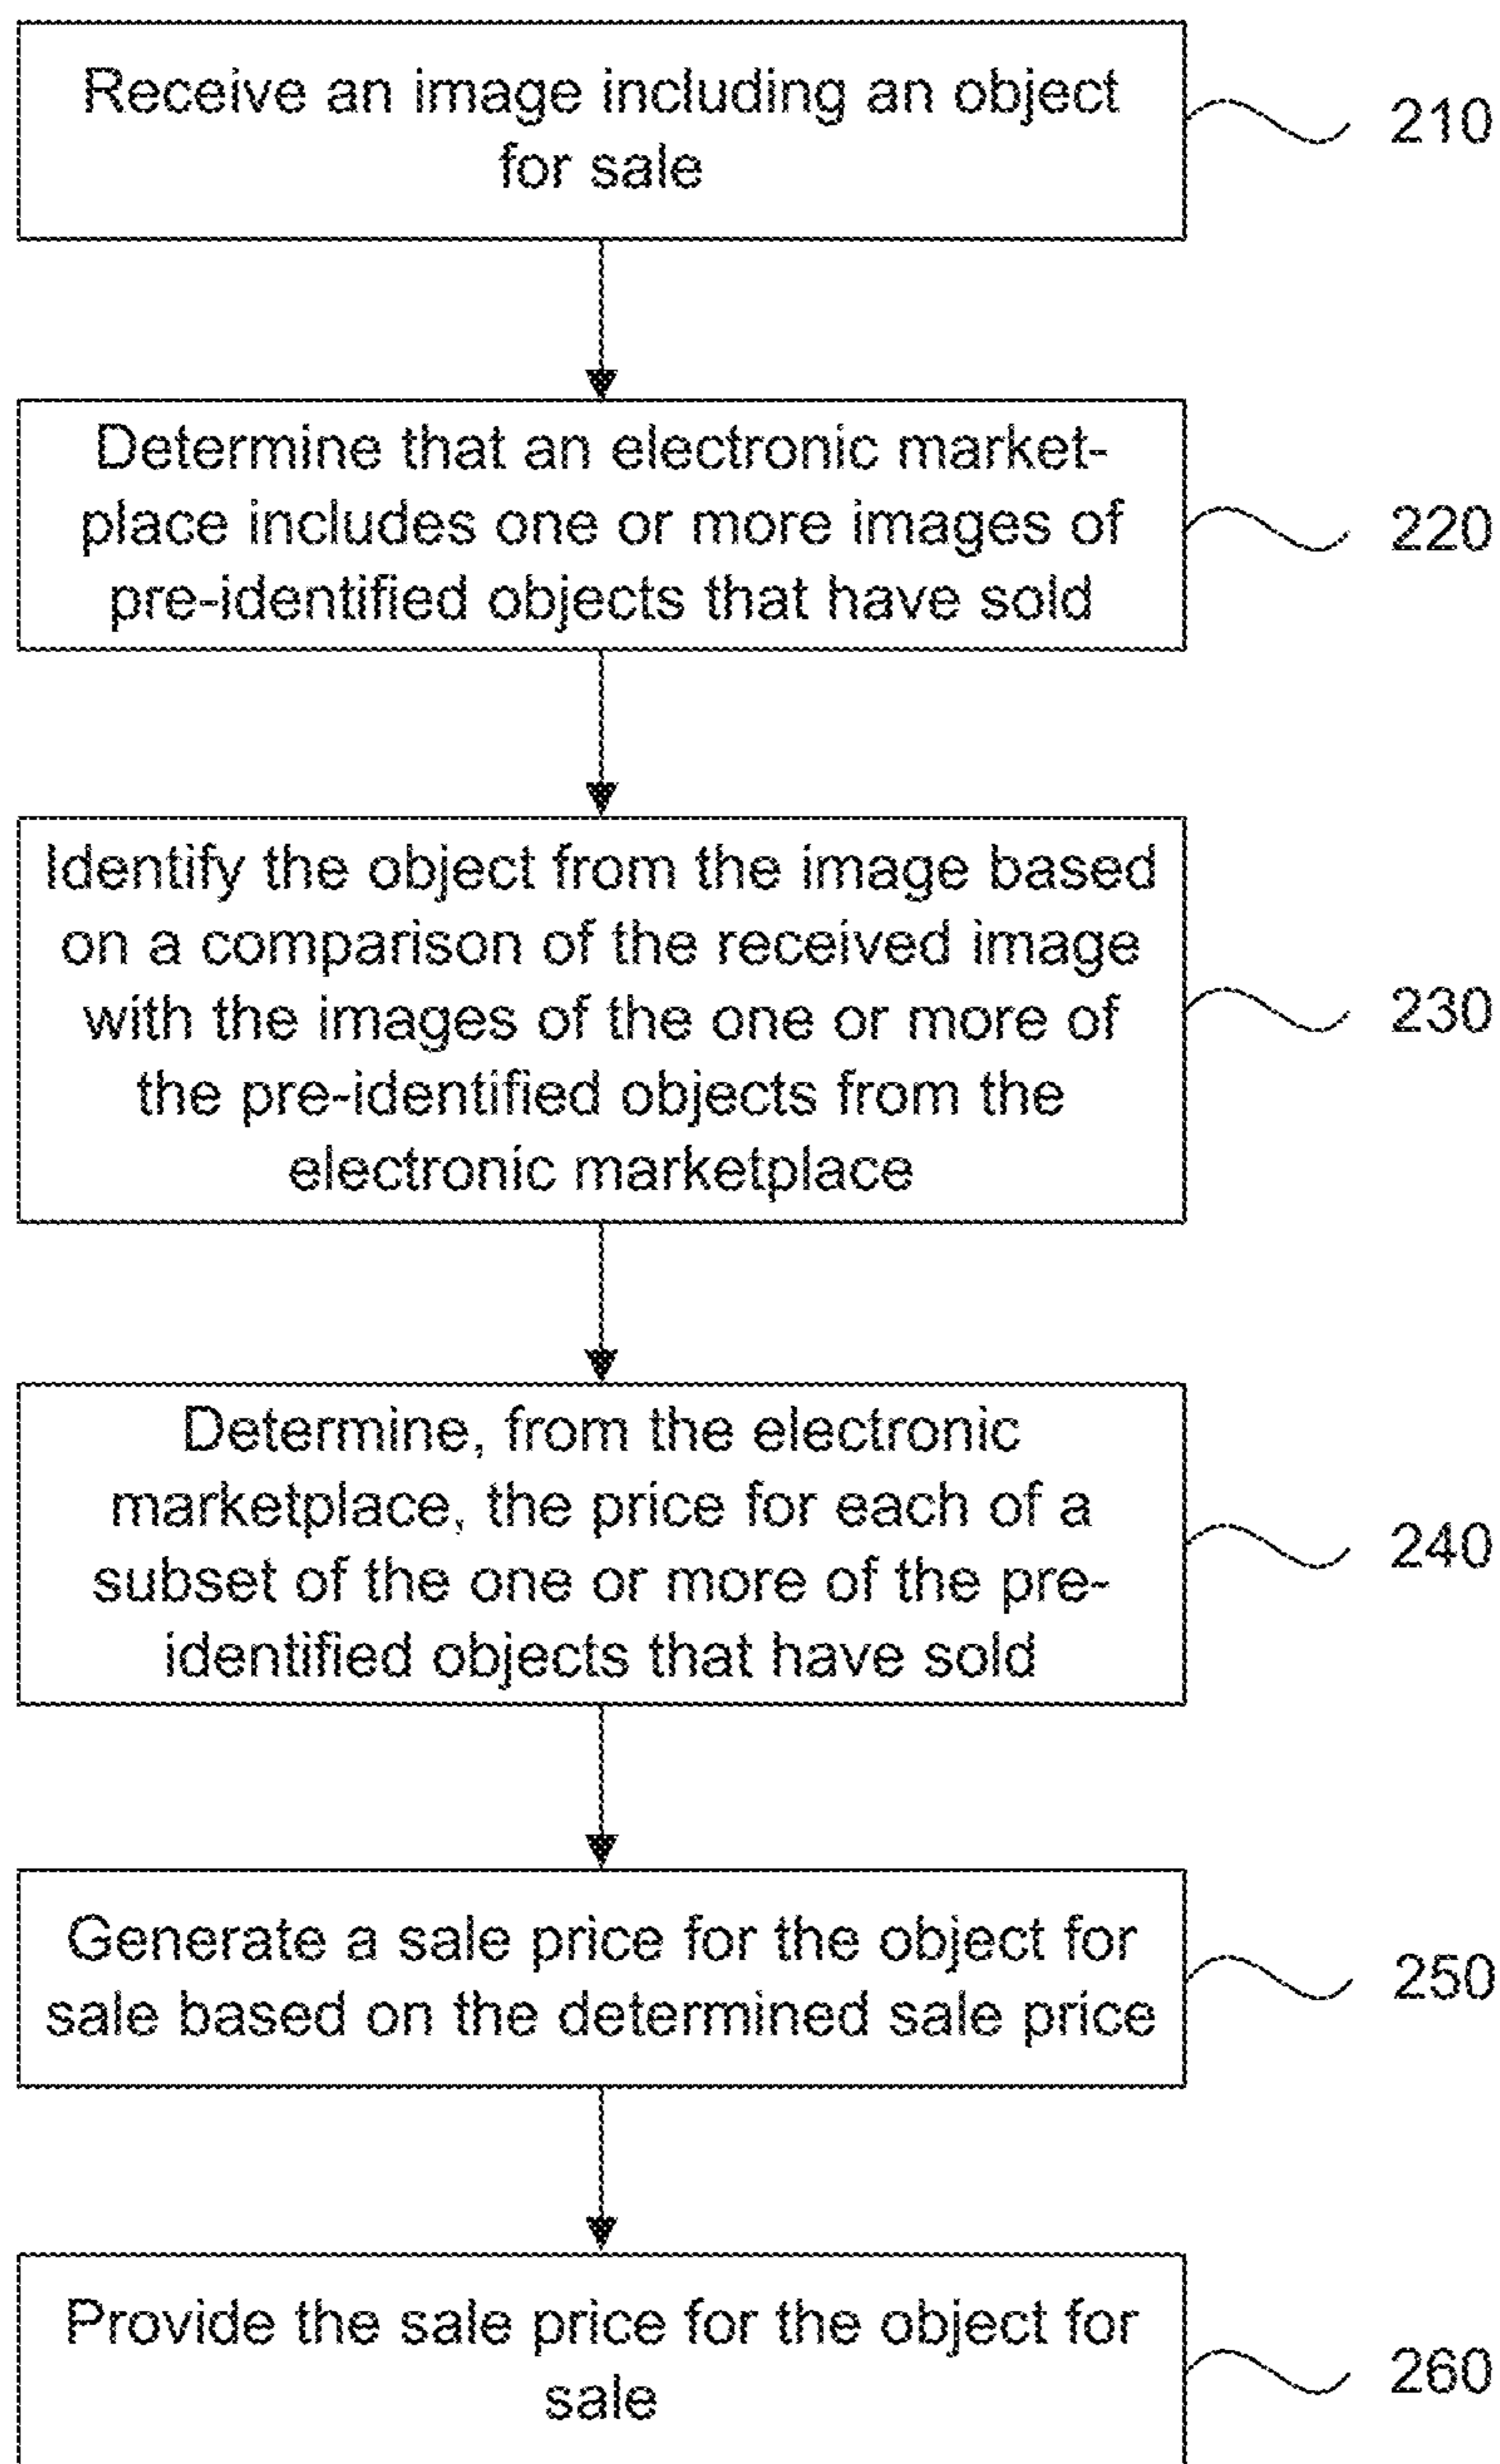 Receive an image including an object
for sale
210
Determine that an electronic market-
place includes one or more images of
pre-identified objects that have sold
220
Identify the object from the image based
on a comparison of the received image
with the images of the one or more of
the pre-identified objects from the
electronic marketplace
230
Determine, from the electronic
marketplace, the price for each of a
subset of the one or more of the pre-
identified objects that have sold
240
Generate a sale price for the object for
sale based on the determined sale price
250
Provide the sale price for the object for
sale
260